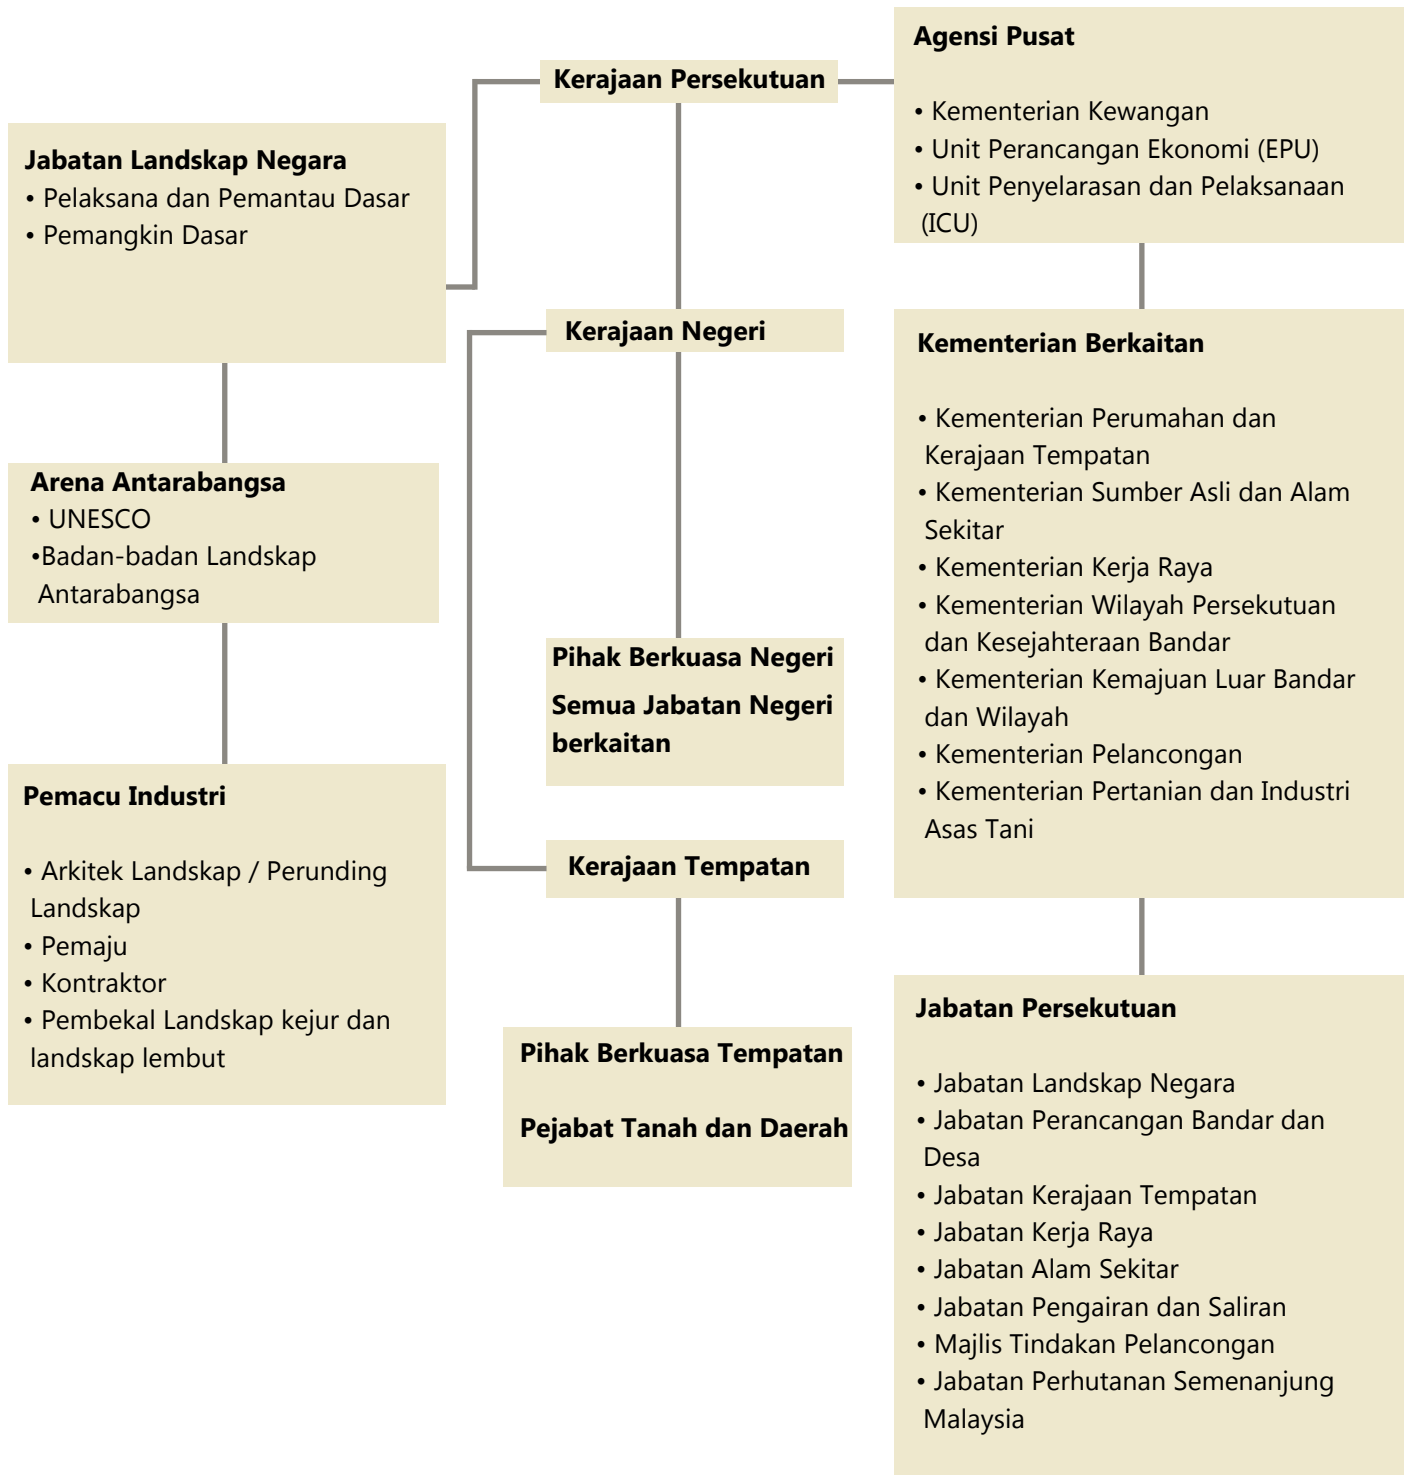 Kerajaan Persekutuan
Jabatan Landskap Negara
• Pelaksana dan Pemantau Dasar
• Pemangkin Dasar
Arena Antarabangsa
• UNESCO
•Badan-badan Landskap
Antarabangsa
Pemacu Industri
• Arkitek Landskap / Perunding
Landskap
• Pemaju
• Kontraktor
• Pembekal Landskap kejur dan
landskap lembut
Kerajaan Negeri
Pihak Berkuasa Negeri
Semua Jabatan Negeri
berkaitan
Kerajaan Tempatan
Pihak Berkuasa Tempatan
Pejabat Tanah dan Daerah
Agensi Pusat
• Kementerian Kewangan
• Unit Perancangan Ekonomi (EPU)
• Unit Penyelarasan dan Pelaksanaan
(ICU)
Kementerian Berkaitan
• Kementerian Perumahan dan
Kerajaan Tempatan
• Kementerian Sumber Asli dan Alam
Sekitar
• Kementerian Kerja Raya
• Kementerian Wilayah Persekutuan
dan Kesejahteraan Bandar
• Kementerian Kemajuan Luar Bandar
dan Wilayah
• Kementerian Pelancongan
• Kementerian Pertanian dan Industri
Asas Tani
Jabatan Persekutuan
• Jabatan Landskap Negara
• Jabatan Perancangan Bandar dan
Desa
• Jabatan Kerajaan Tempatan
• Jabatan Kerja Raya
• Jabatan Alam Sekitar
• Jabatan Pengairan dan Saliran
• Majlis Tindakan Pelancongan
• Jabatan Perhutanan Semenanjung
Malaysia